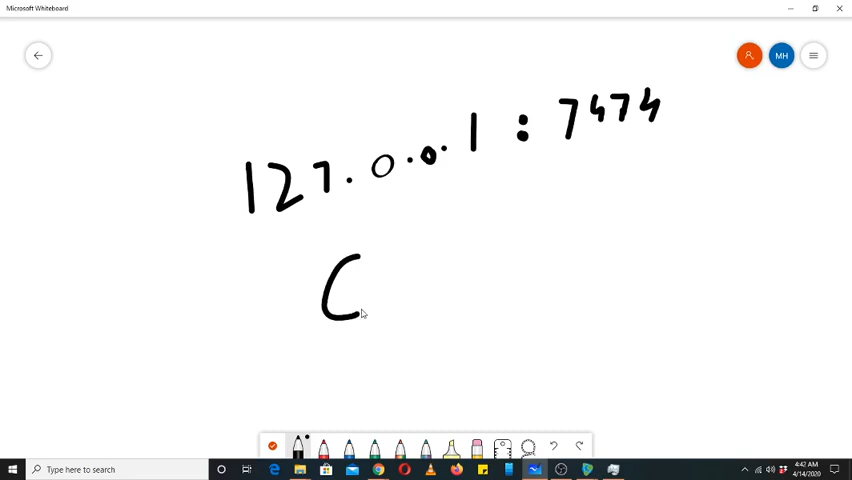 Microsoft Whiteboard
MH
127.0.0.1 : 7474
C
Type here to search
4:42 AM
4/14/2020